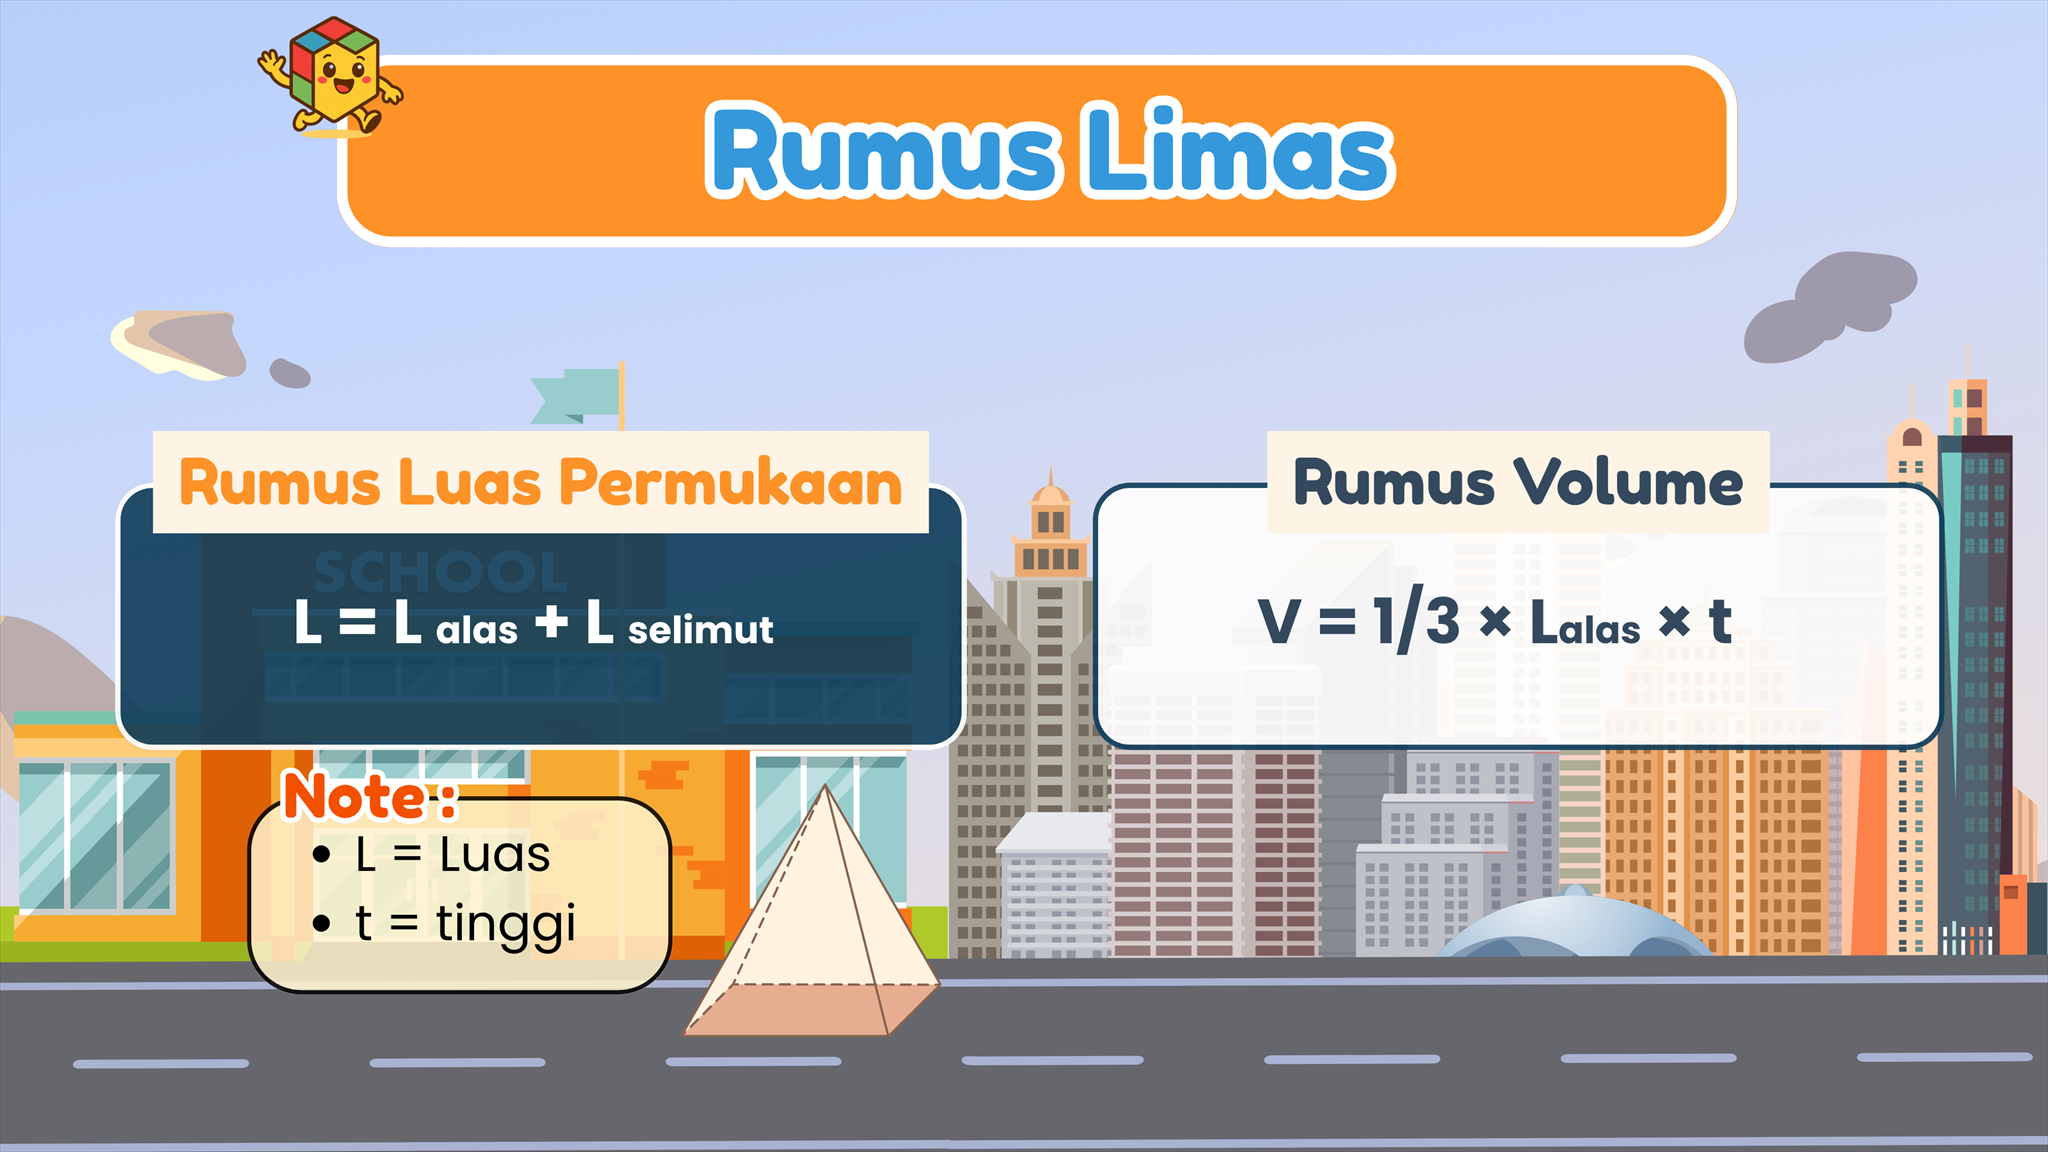 Rumus Limas
Rumus Luas Permukaan
SCHOOL
L = L alas + L selimut
Rumus Volume
V = 1/3 × Lalas × t
Note :
• L = Luas
• t = tinggi